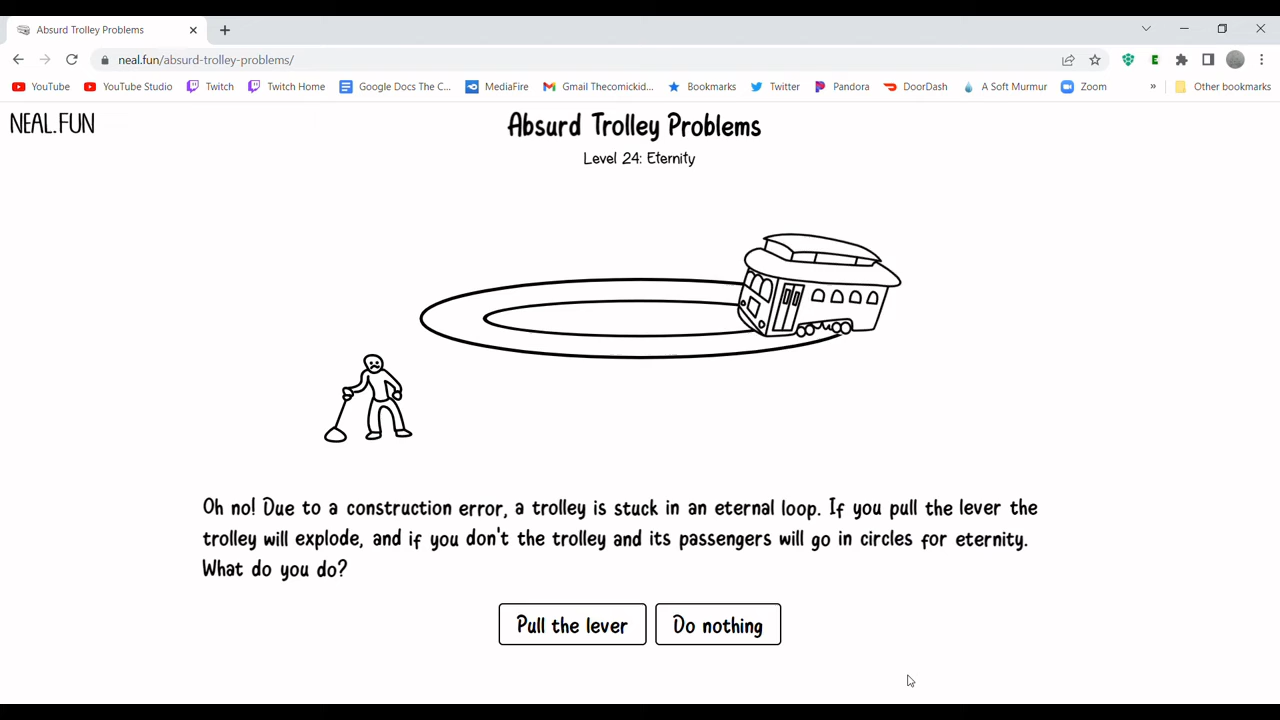 Absurd Trolley Problems
neal.fun/absurd-trolley-problems/
YouTube YouTube Studio Twitch Twitch Home Google Docs The C... MediaFire Gmail Thecomickid... Bookmarks Twitter Pandora DoorDash A Soft Murmur Zoom » Other bookmarks
NEAL.FUN
Absurd Trolley Problems
Level 24: Eternity
Oh no! Due to a construction error, a trolley is stuck in an eternal loop. If you pull the lever the
trolley will explode, and if you don't the trolley and its passengers will go in circles for eternity.
What do you do?
Pull the lever Do nothing